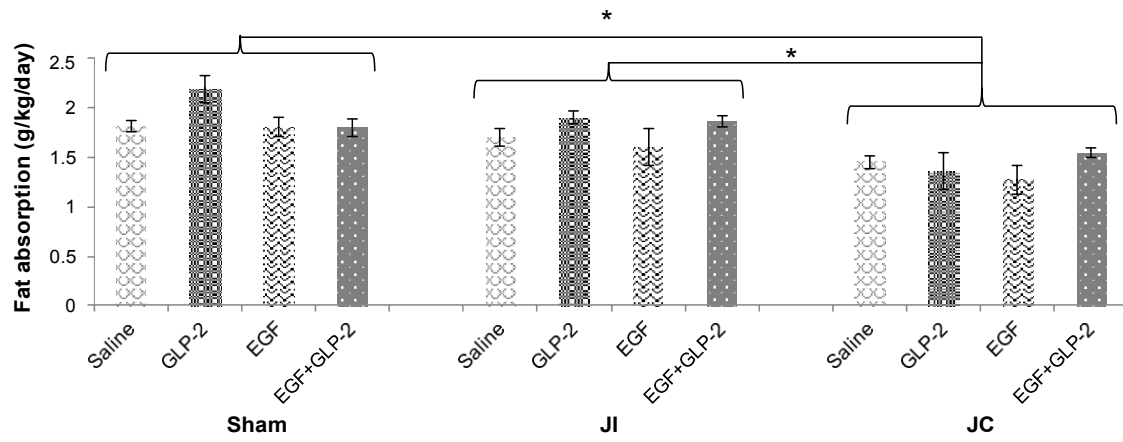 *
*
Fat absorption (g/kg/day)
2.5
2
1.5
1
0.5
0
Saline
GLP-2
EGF
EGF+GLP-2
Saline
GLP-2
EGF
EGF+GLP-2
Saline
GLP-2
EGF
EGF+GLP-2
Sham
JI
JC